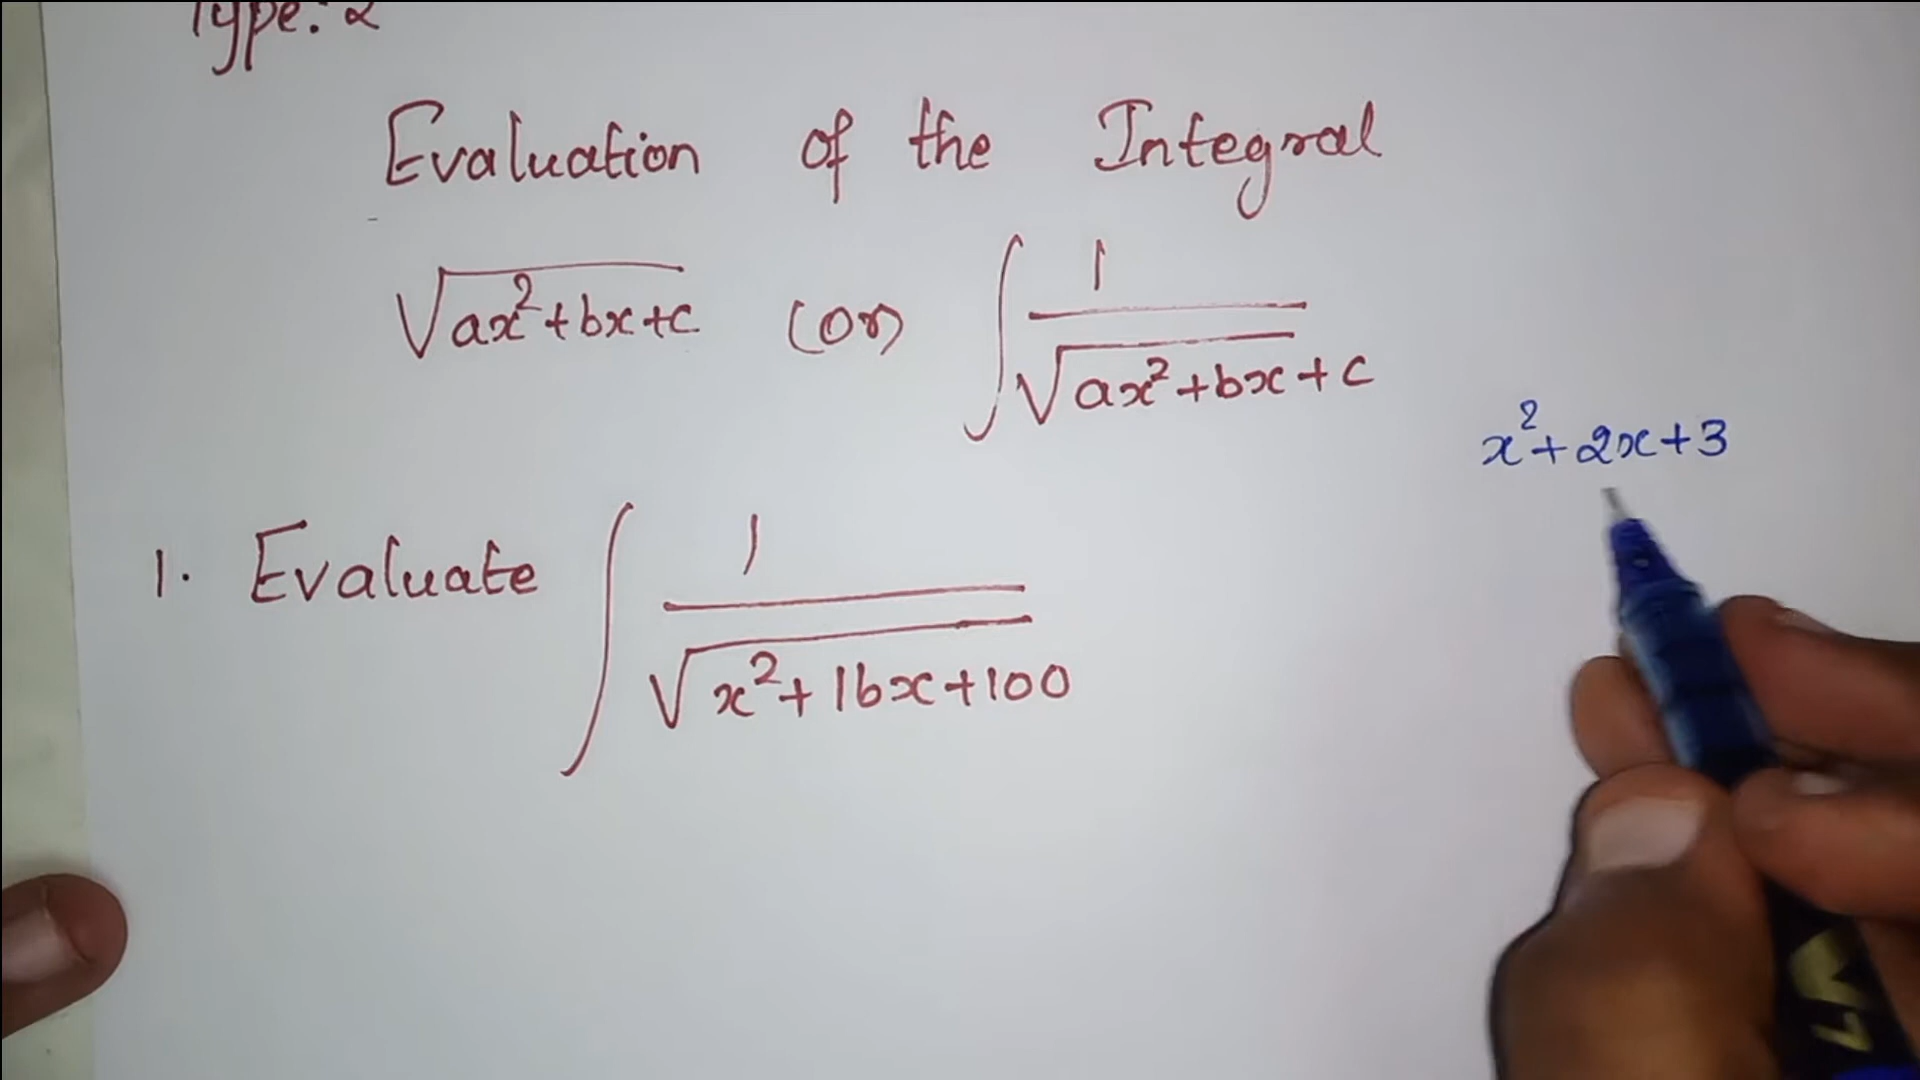 Type: 2
Evaluation of the Integral
√ax²+bx+c (or) ∫ 1/√ax²+bx+c
x²+2x+3
1. Evaluate ∫ 1/√x²+16x+100